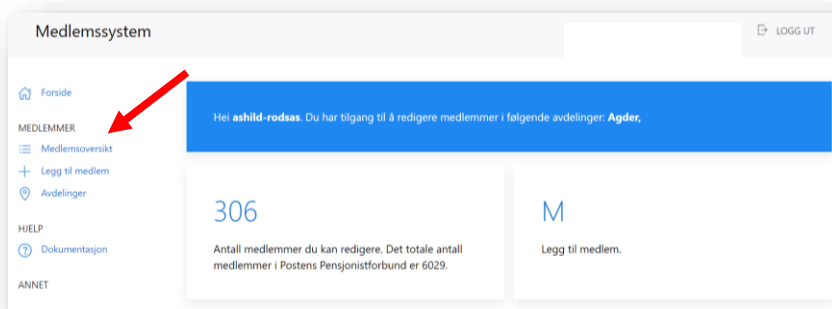 Medlemssystem
LOGG UT
Forside
MEDLEMMER
Medlemsoversikt
Legg til medlem
Avdelinger
HJELP
Dokumentasjon
ANNET
Hei ashild-rodsas. Du har tilgang til å redigere medlemmer i følgende avdelinger: Agder,
306
Antall medlemmer du kan redigere. Det totale antall
medlemmer i Postens Pensjonistforbund er 6029.
M
Legg til medlem.